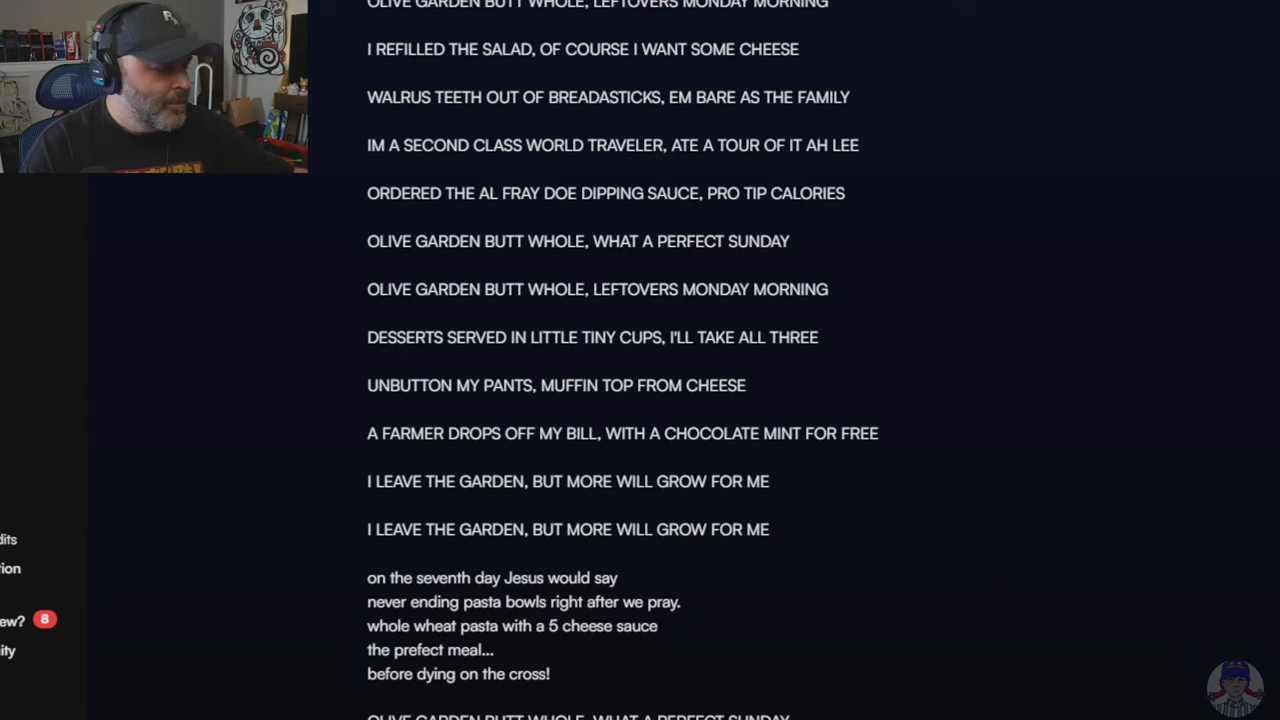 OLIVE GARDEN BUTT WHOLE, LEFTOVERS MONDAY MORNING
I REFILLED THE SALAD, OF COURSE I WANT SOME CHEESE
WALRUS TEETH OUT OF BREADASTICKS, EM BARE AS THE FAMILY
IM A SECOND CLASS WORLD TRAVELER, ATE A TOUR OF IT AH LEE
ORDERED THE AL FRAY DOE DIPPING SAUCE, PRO TIP CALORIES
OLIVE GARDEN BUTT WHOLE, WHAT A PERFECT SUNDAY
OLIVE GARDEN BUTT WHOLE, LEFTOVERS MONDAY MORNING
DESSERTS SERVED IN LITTLE TINY CUPS, I'LL TAKE ALL THREE
UNBUTTON MY PANTS, MUFFIN TOP FROM CHEESE
A FARMER DROPS OFF MY BILL, WITH A CHOCOLATE MINT FOR FREE
I LEAVE THE GARDEN, BUT MORE WILL GROW FOR ME
I LEAVE THE GARDEN, BUT MORE WILL GROW FOR ME
dits
on the seventh day Jesus would say
tion
never ending pasta bowls right after we pray.
ew? 8
whole wheat pasta with a 5 cheese sauce
ity
the prefect meal...
before dying on the cross!
OLIVE GARDEN BUTT WHOLE, WHAT A PERFECT SUNDAY